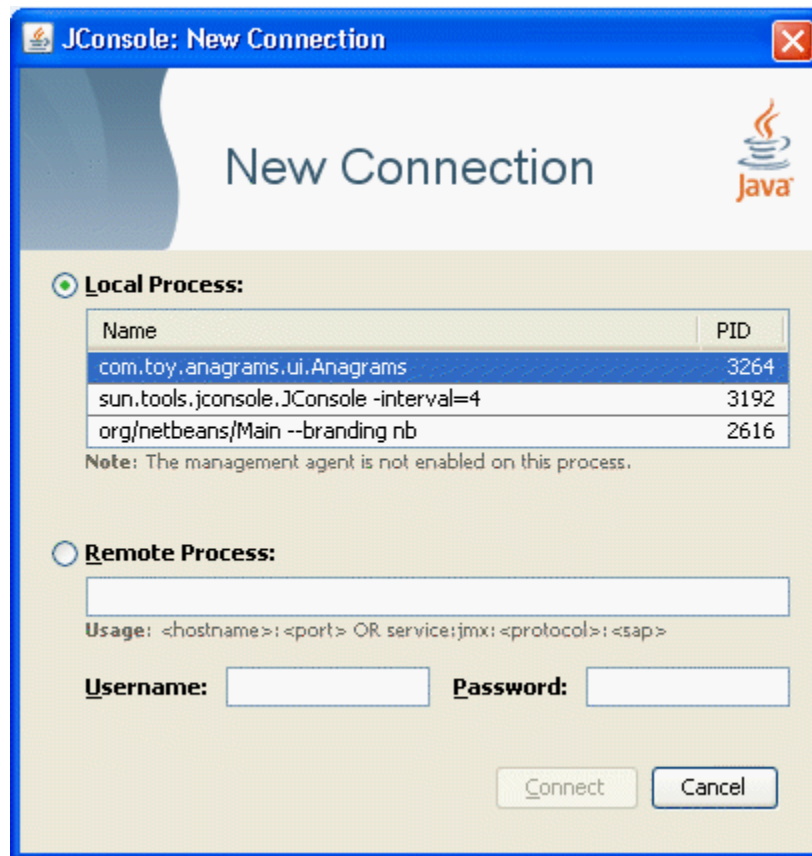 JConsole: New Connection
New Connection
Java
Local Process:
Name PID
com.toy.anagrams.ui.Anagrams 3264
sun.tools.jconsole.JConsole -interval=4 3192
org/netbeans/Main --branding nb 2616
Note: The management agent is not enabled on this process.
Remote Process:
Usage: <hostname>:<port> OR service:jmx:<protocol>:<sap>
Username: Password:
Connect Cancel